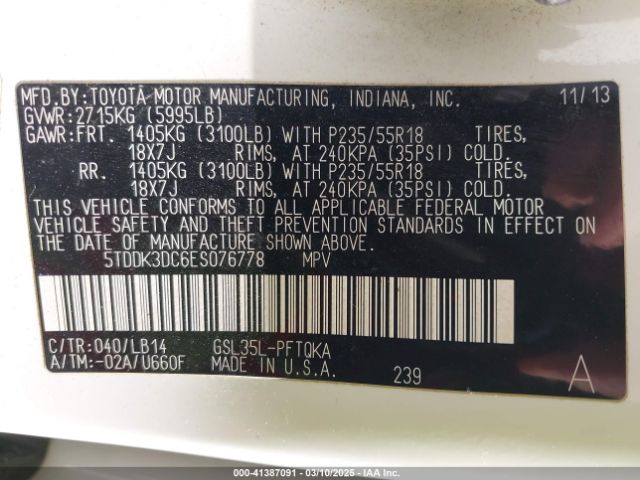 MFD.BY:TOYOTA MOTOR MANUFACTURING, INDIANA, INC. 11/13
GVWR:2715KG (5995LB)
GAWR:FRT. 1405KG (3100LB) WITH P235/55R18 TIRES,
18X7J RIMS, AT 240KPA (35PSI) COLD.
RR. 1405KG (3100LB) WITH P235/55R18 TIRES,
18X7J RIMS, AT 240KPA (35PSI) COLD.
THIS VEHICLE CONFORMS TO ALL APPLICABLE FEDERAL MOTOR
VEHICLE SAFETY AND THEFT PREVENTION STANDARDS IN EFFECT ON
THE DATE OF MANUFACTURE SHOWN ABOVE.
5TDDK3DC6ES076778 MPV
C/TR:040/LB14 GSL35L-PFTQKA
A/TM:-02A/U660F MADE IN U.S.A. 239 A
000-41387091 - 03/10/2025 - IAA Inc.